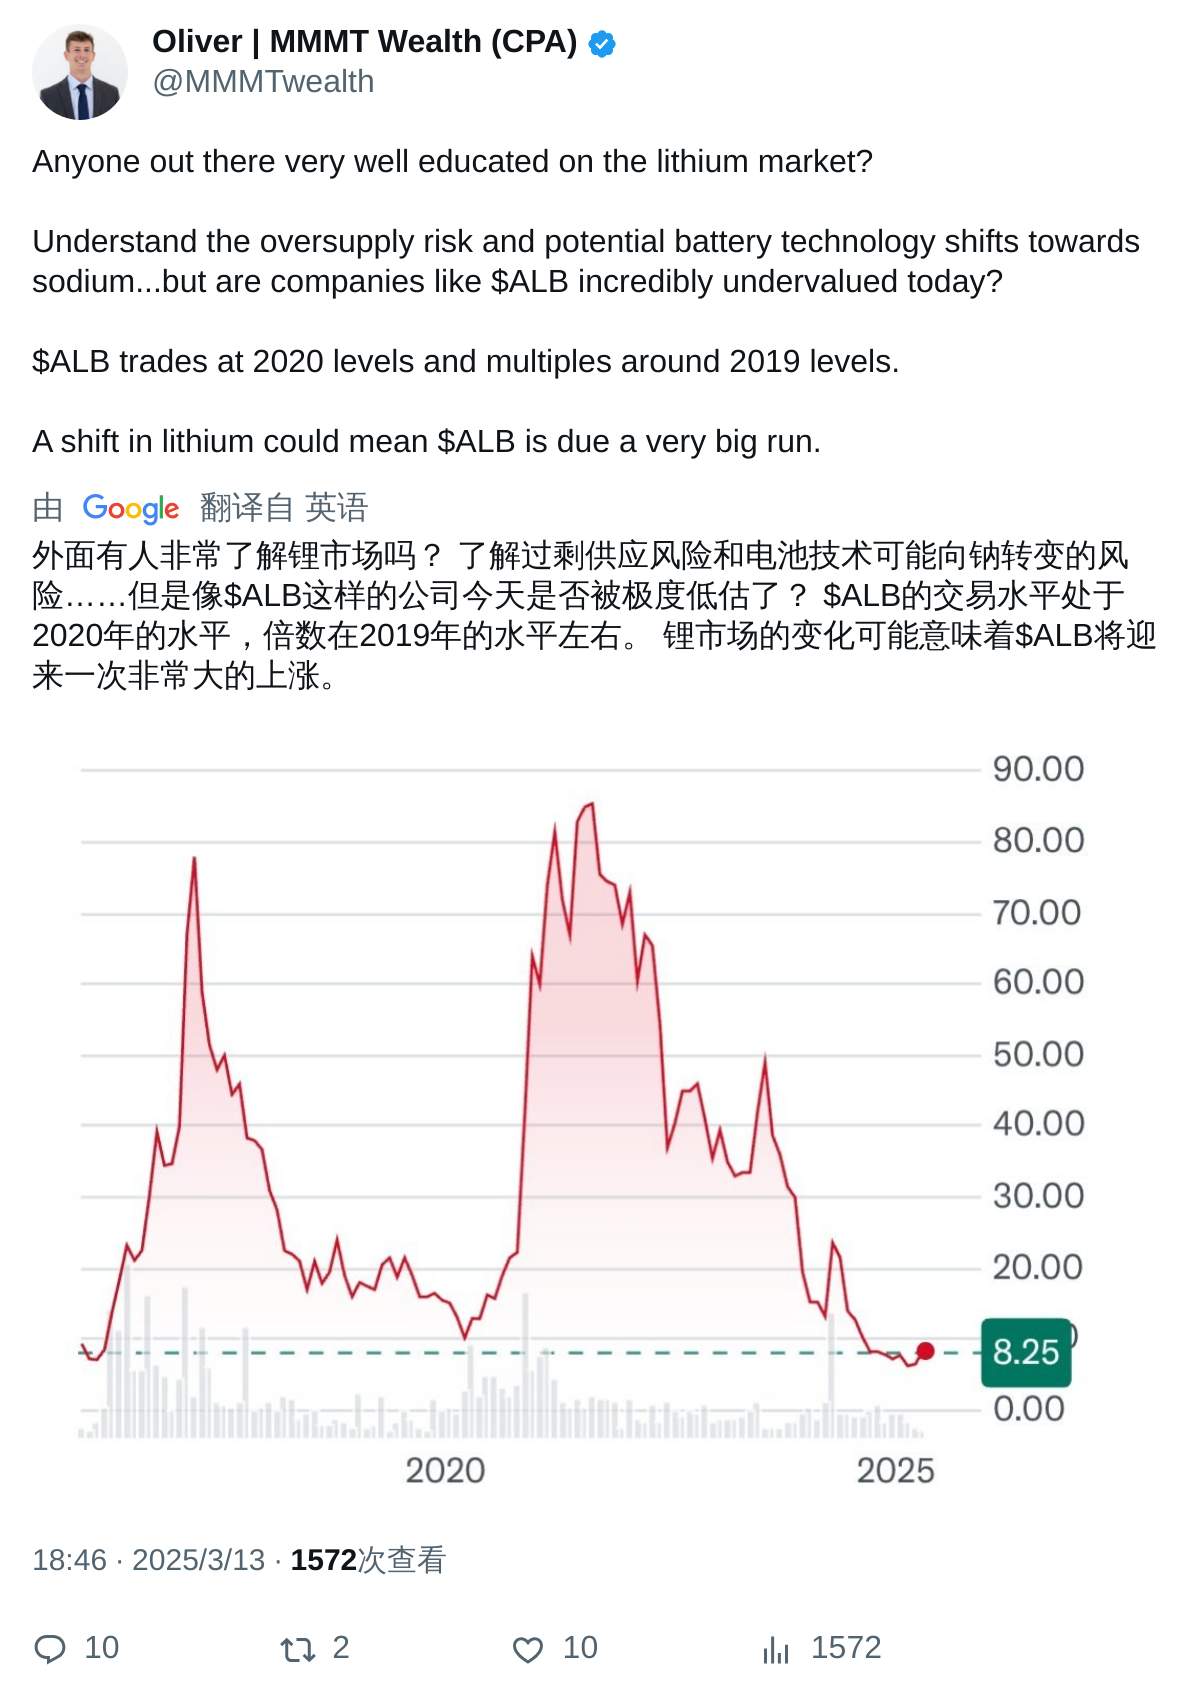 Oliver | MMMT Wealth (CPA)
@MMMTwealth
Anyone out there very well educated on the lithium market?
Understand the oversupply risk and potential battery technology shifts towards
sodium...but are companies like $ALB incredibly undervalued today?
$ALB trades at 2020 levels and multiples around 2019 levels.
A shift in lithium could mean $ALB is due a very big run.
由 Google 翻译自 英语
外面有人非常了解锂市场吗？ 了解过剩供应风险和电池技术可能向钠转变的风
险……但是像$ALB这样的公司今天是否被极度低估了？ $ALB的交易水平处于
2020年的水平，倍数在2019年的水平左右。 锂市场的变化可能意味着$ALB将迎
来一次非常大的上涨。
90.00
80.00
70.00
60.00
50.00
40.00
30.00
20.00
8.25
0.00
2020 2025
18:46 · 2025/3/13 · 1572次查看
10 2 10 1572